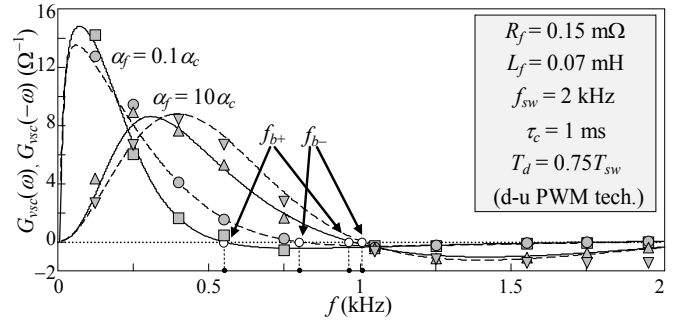 G_vsc(ω), G_vsc(-ω) (Ω⁻¹)
16
12
8
4
0
−2
α_f = 0.1α_c
α_f = 10α_c
f_b+
f_b−
R_f = 0.15 mΩ
L_f = 0.07 mH
f_sw = 2 kHz
τ_c = 1 ms
T_d = 0.75T_sw
(d-u PWM tech.)
0 0.5 1 1.5 2
f (kHz)